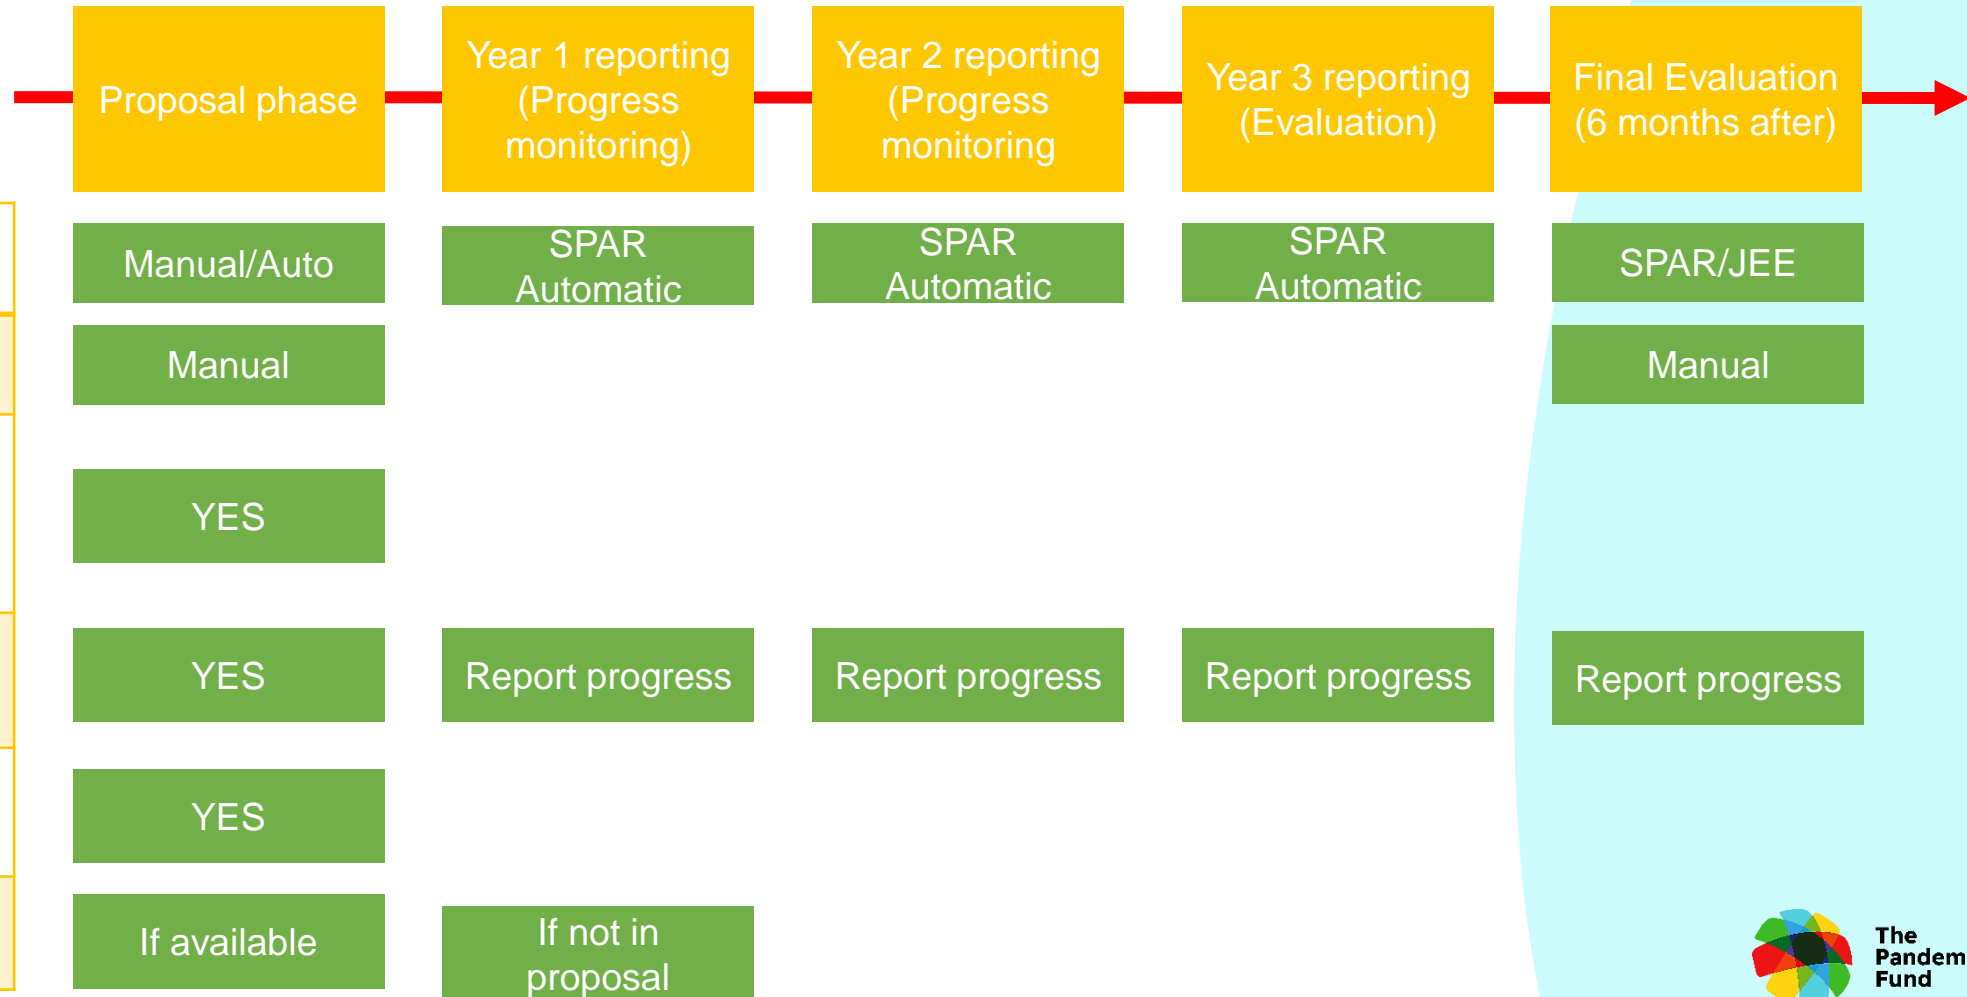 Proposal phase
Year 1 reporting
(Progress
monitoring)
Year 2 reporting
(Progress
monitoring
Year 3 reporting
(Evaluation)
Final Evaluation
(6 months after)
Manual/Auto
SPAR
Automatic
SPAR
Automatic
SPAR
Automatic
SPAR/JEE
Manual
Manual
YES
YES
Report progress
Report progress
Report progress
Report progress
YES
If available
If not in
proposal
The
Pandem
Fund